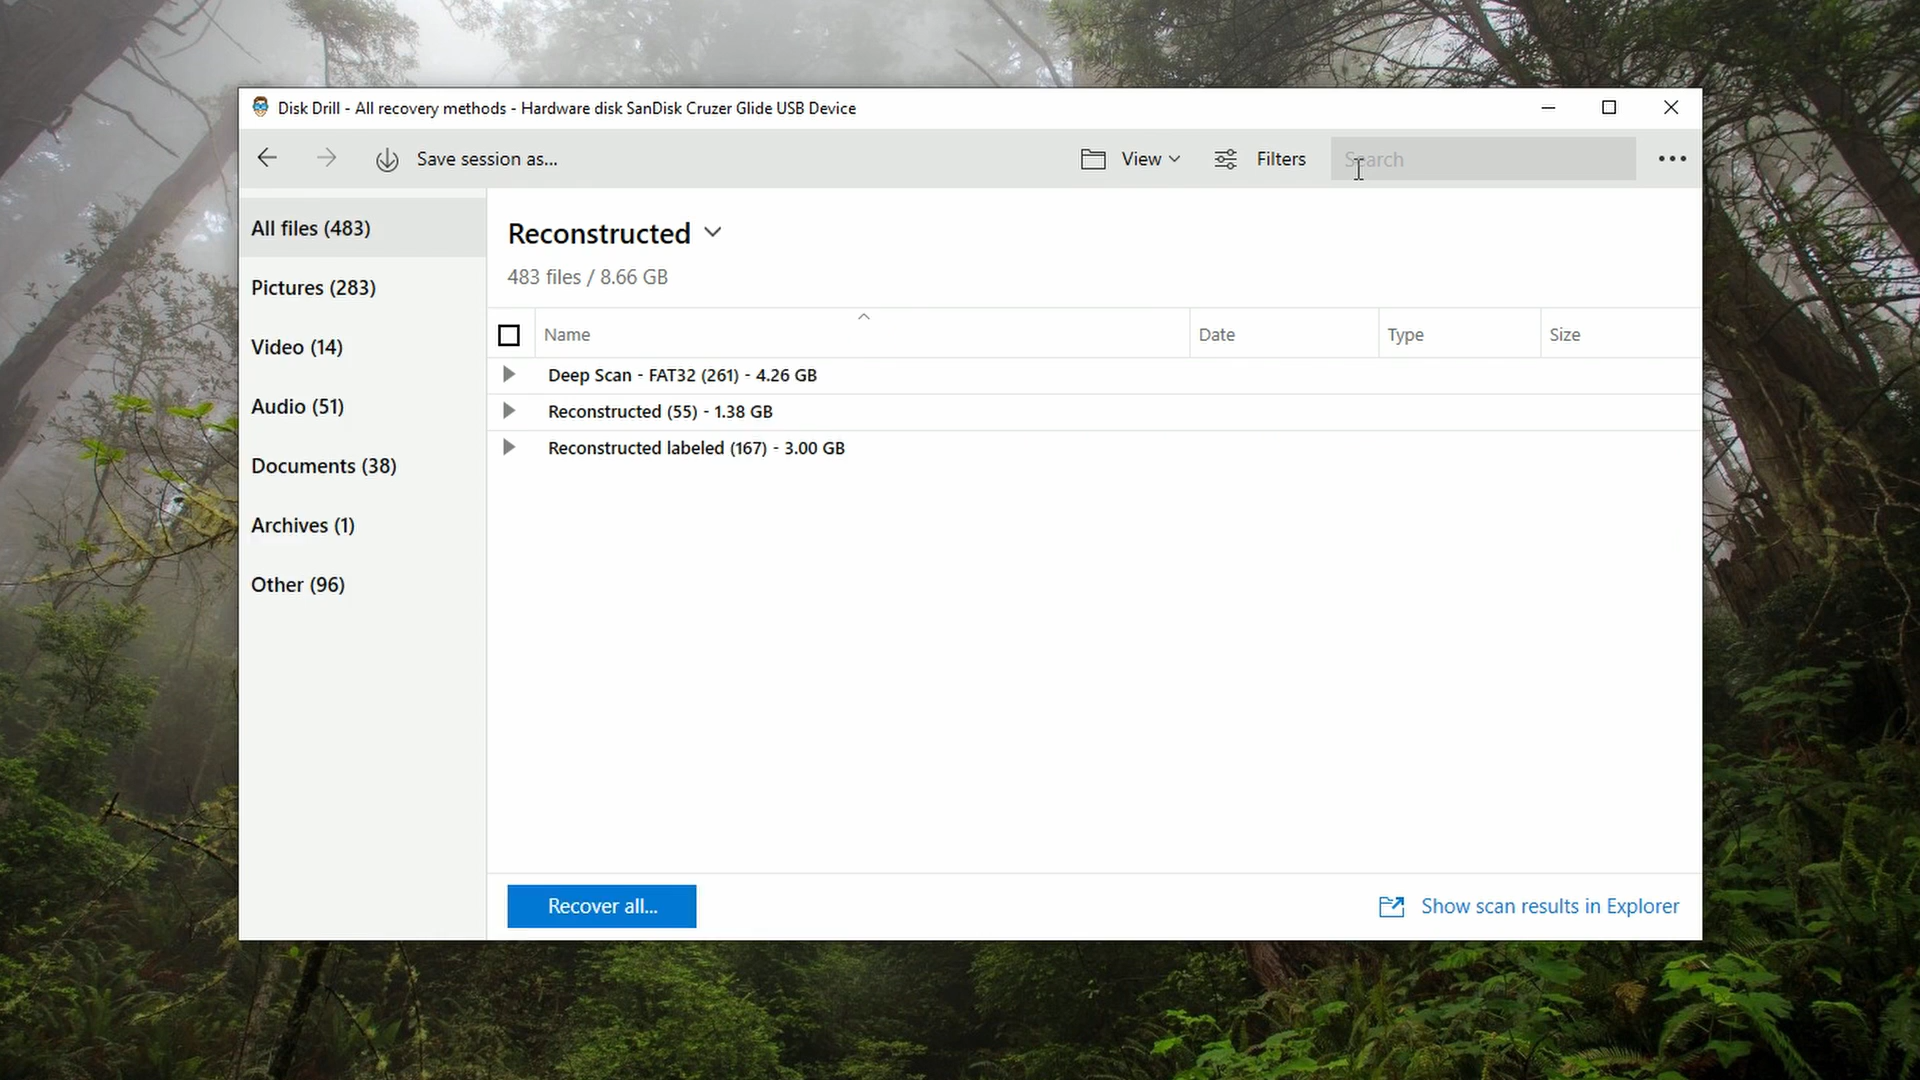 Disk Drill - All recovery methods - Hardware disk SanDisk Cruzer Glide USB Device
Save session as...
View
Filters
Search
All files (483)
Pictures (283)
Video (14)
Audio (51)
Documents (38)
Archives (1)
Other (96)
Reconstructed
483 files / 8.66 GB
Name
Date
Type
Size
Deep Scan - FAT32 (261) - 4.26 GB
Reconstructed (55) - 1.38 GB
Reconstructed labeled (167) - 3.00 GB
Recover all...
Show scan results in Explorer